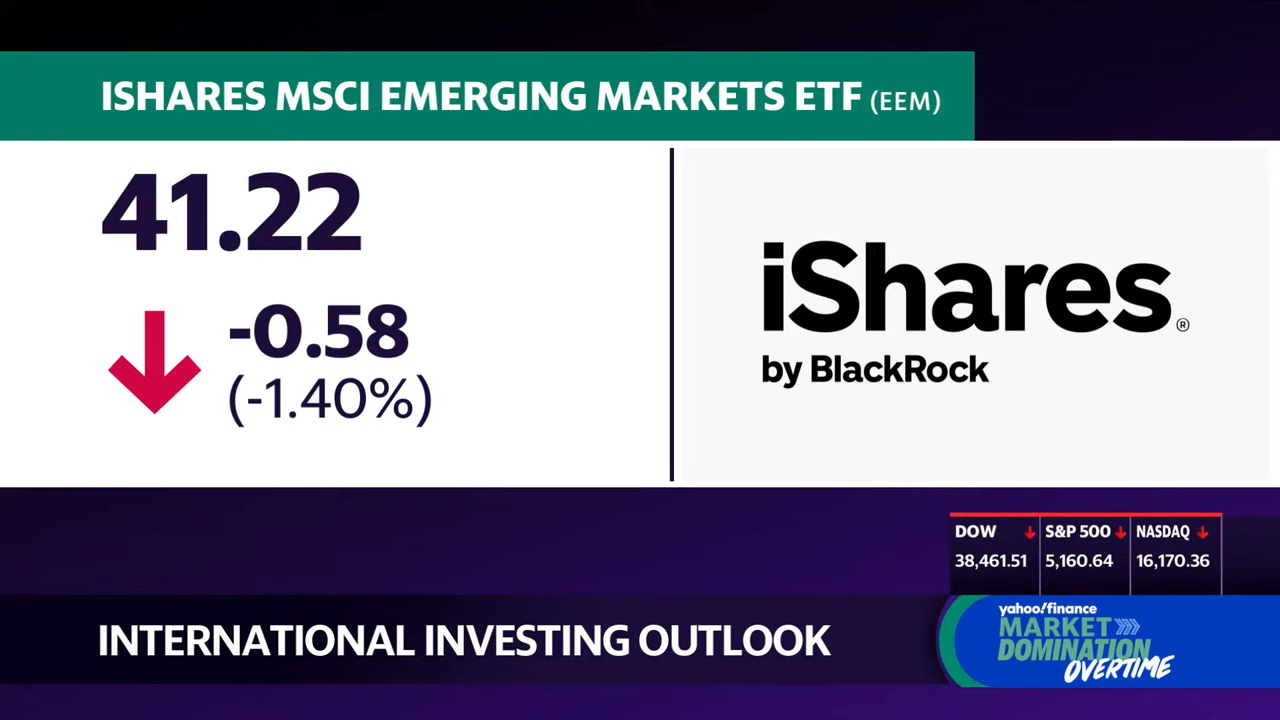 ISHARES MSCI EMERGING MARKETS ETF (EEM)
41.22
-0.58
(-1.40%)
iShares®
by BlackRock
DOW
38,461.51
S&P 500
5,160.64
NASDAQ
16,170.36
INTERNATIONAL INVESTING OUTLOOK
yahoo!finance
MARKET
DOMINATION
OVERTIME